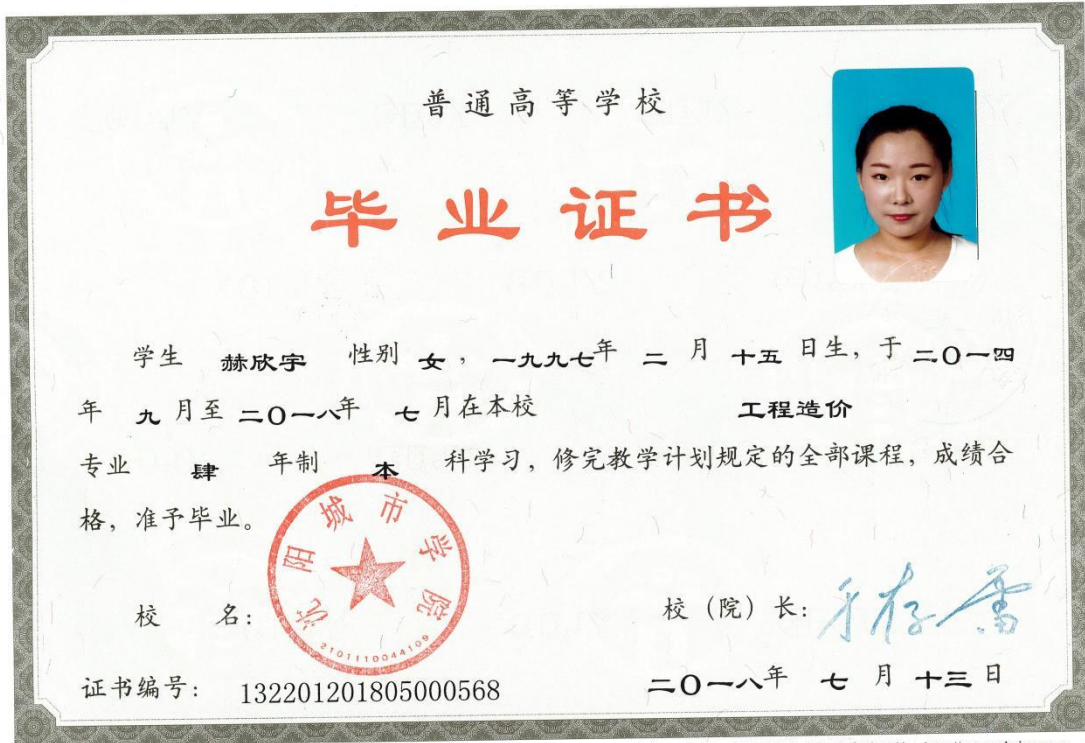 普通高等学校
毕业证书
学生 赫欣宇 性别 女，一九九七年 二 月 十五 日生，于 二〇一四
年 九 月至 二〇一八年 七 月在本校 工程造价
专业 肆 年制 本 科学习，修完教学计划规定的全部课程，成绩合
格，准予毕业。
沈阳城市学院
2101110044109
校 名： 校（院）长：
证书编号： 132201201805000568 二〇一八年 七 月 十三 日